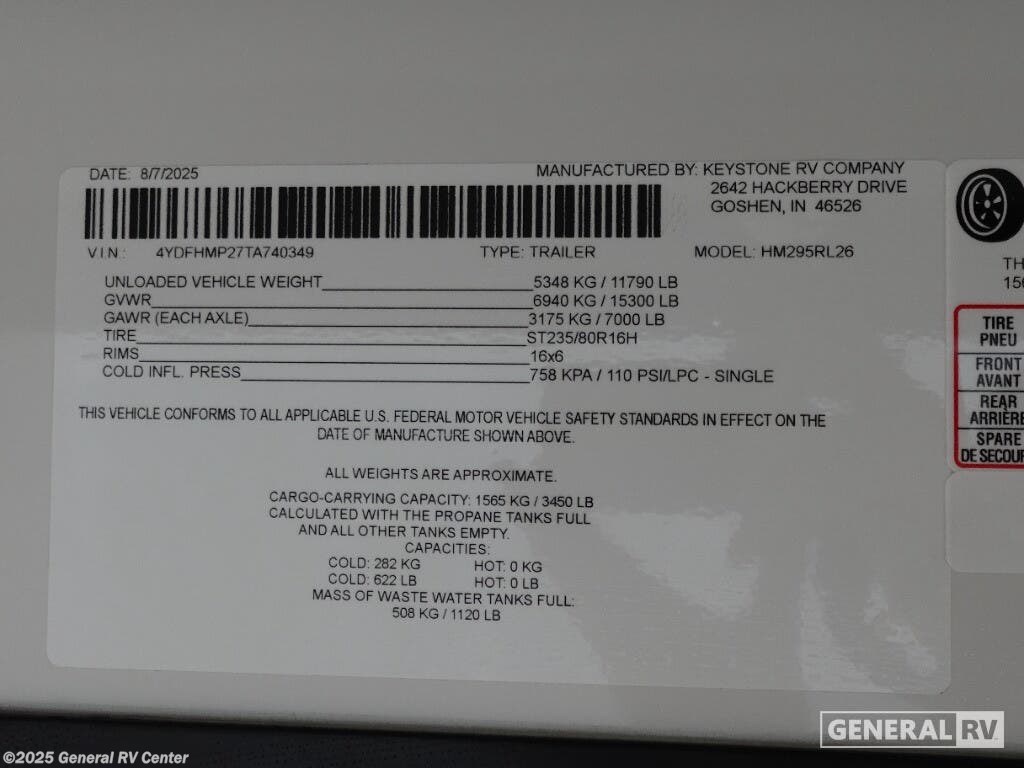 DATE: 8/7/2025
MANUFACTURED BY: KEYSTONE RV COMPANY
2642 HACKBERRY DRIVE
GOSHEN, IN 46526
V.I.N.: 4YDFHMP27TA740349 TYPE: TRAILER MODEL: HM295RL26
UNLOADED VEHICLE WEIGHT 5348 KG / 11790 LB
GVWR 6940 KG / 15300 LB
GAWR (EACH AXLE) 3175 KG / 7000 LB
TIRE ST235/80R16H
RIMS 16x6
COLD INFL. PRESS 758 KPA / 110 PSI/LPC - SINGLE
THIS VEHICLE CONFORMS TO ALL APPLICABLE U.S. FEDERAL MOTOR VEHICLE SAFETY STANDARDS IN EFFECT ON THE
DATE OF MANUFACTURE SHOWN ABOVE.
ALL WEIGHTS ARE APPROXIMATE.
CARGO-CARRYING CAPACITY: 1565 KG / 3450 LB
CALCULATED WITH THE PROPANE TANKS FULL
AND ALL OTHER TANKS EMPTY.
CAPACITIES:
COLD: 282 KG HOT: 0 KG
COLD: 622 LB HOT: 0 LB
MASS OF WASTE WATER TANKS FULL:
508 KG / 1120 LB
TIRE
PNEU
FRONT
AVANT
REAR
ARRIÈRE
SPARE
DE SECOUR
GENERAL RV
©2025 General RV Center